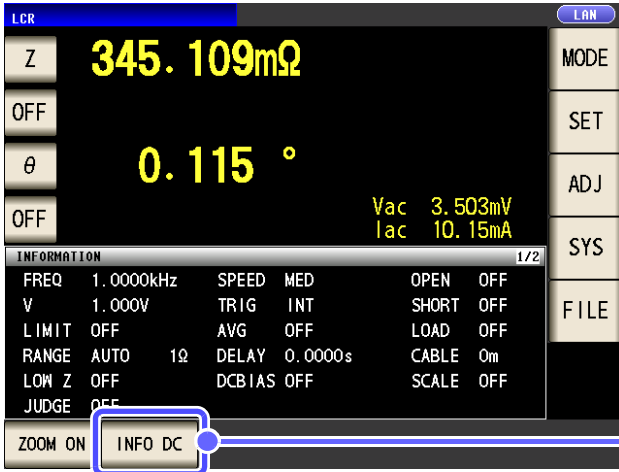 LCR
LAN
Z 345.109mΩ
OFF
θ 0.115 °
OFF
Vac 3.503mV
Iac 10.15mA
MODE
SET
ADJ
SYS
FILE
INFORMATION 1/2
FREQ 1.0000kHz SPEED MED OPEN OFF
V 1.000V TRIG INT SHORT OFF
LIMIT OFF AVG OFF LOAD OFF
RANGE AUTO 1Ω DELAY 0.0000s CABLE 0m
LOW Z OFF DCBIAS OFF SCALE OFF
JUDGE OFF
ZOOM ON INFO DC